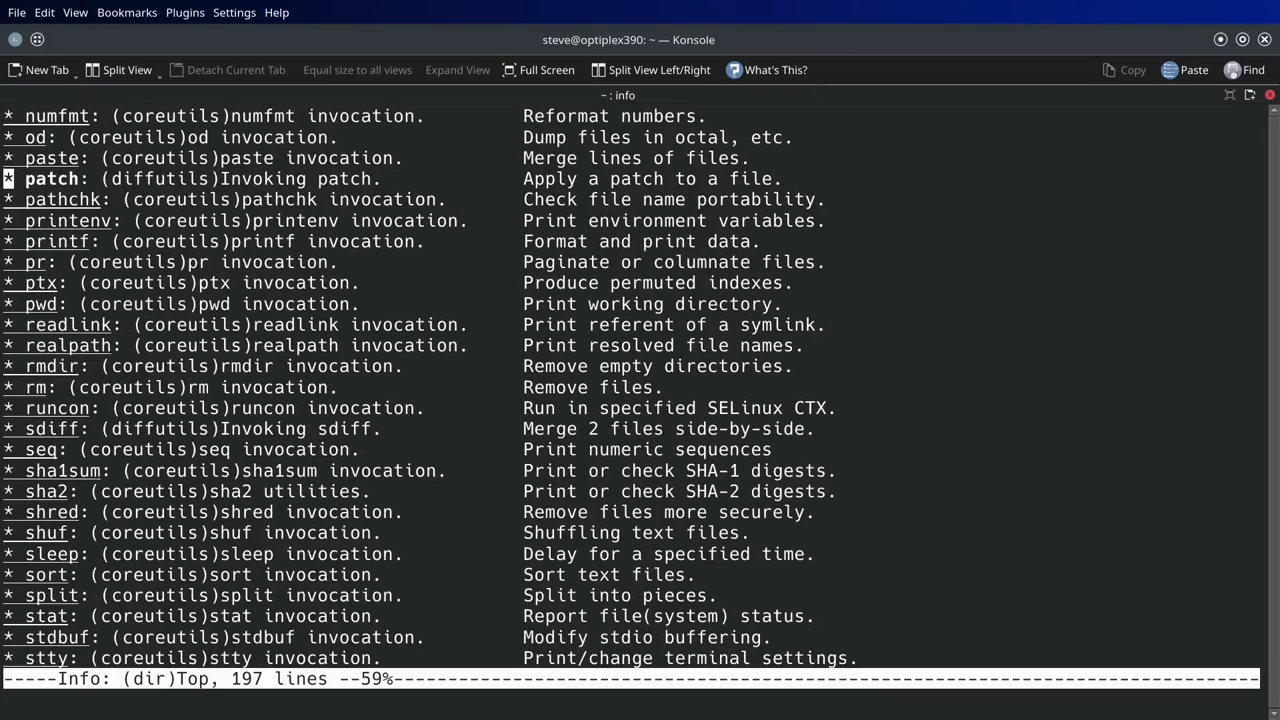 File Edit View Bookmarks Plugins Settings Help
steve@optiplex390: ~ — Konsole
New Tab Split View Detach Current Tab Equal size to all views Expand View Full Screen Split View Left/Right What's This? Copy Paste Find
~ : info
* numfmt: (coreutils)numfmt invocation. Reformat numbers.
* od: (coreutils)od invocation. Dump files in octal, etc.
* paste: (coreutils)paste invocation. Merge lines of files.
* patch: (diffutils)Invoking patch. Apply a patch to a file.
* pathchk: (coreutils)pathchk invocation. Check file name portability.
* printenv: (coreutils)printenv invocation. Print environment variables.
* printf: (coreutils)printf invocation. Format and print data.
* pr: (coreutils)pr invocation. Paginate or columnate files.
* ptx: (coreutils)ptx invocation. Produce permuted indexes.
* pwd: (coreutils)pwd invocation. Print working directory.
* readlink: (coreutils)readlink invocation. Print referent of a symlink.
* realpath: (coreutils)realpath invocation. Print resolved file names.
* rmdir: (coreutils)rmdir invocation. Remove empty directories.
* rm: (coreutils)rm invocation. Remove files.
* runcon: (coreutils)runcon invocation. Run in specified SELinux CTX.
* sdiff: (diffutils)Invoking sdiff. Merge 2 files side-by-side.
* seq: (coreutils)seq invocation. Print numeric sequences
* sha1sum: (coreutils)sha1sum invocation. Print or check SHA-1 digests.
* sha2: (coreutils)sha2 utilities. Print or check SHA-2 digests.
* shred: (coreutils)shred invocation. Remove files more securely.
* shuf: (coreutils)shuf invocation. Shuffling text files.
* sleep: (coreutils)sleep invocation. Delay for a specified time.
* sort: (coreutils)sort invocation. Sort text files.
* split: (coreutils)split invocation. Split into pieces.
* stat: (coreutils)stat invocation. Report file(system) status.
* stdbuf: (coreutils)stdbuf invocation. Modify stdio buffering.
* stty: (coreutils)stty invocation. Print/change terminal settings.
-----Info: (dir)Top, 197 lines --59%--------------------------------------------------------------------------------